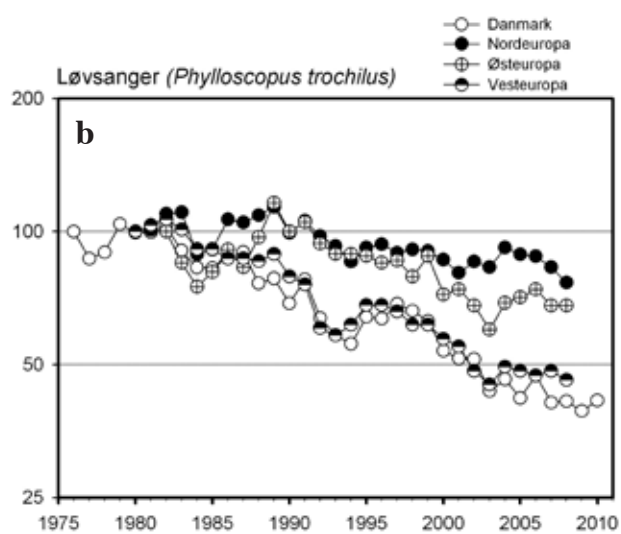 Danmark
Nordeuropa
Østeuropa
Vesteuropa
Løvsanger (Phylloscopus trochilus)
200
b
100
50
25
1975 1980 1985 1990 1995 2000 2005 2010